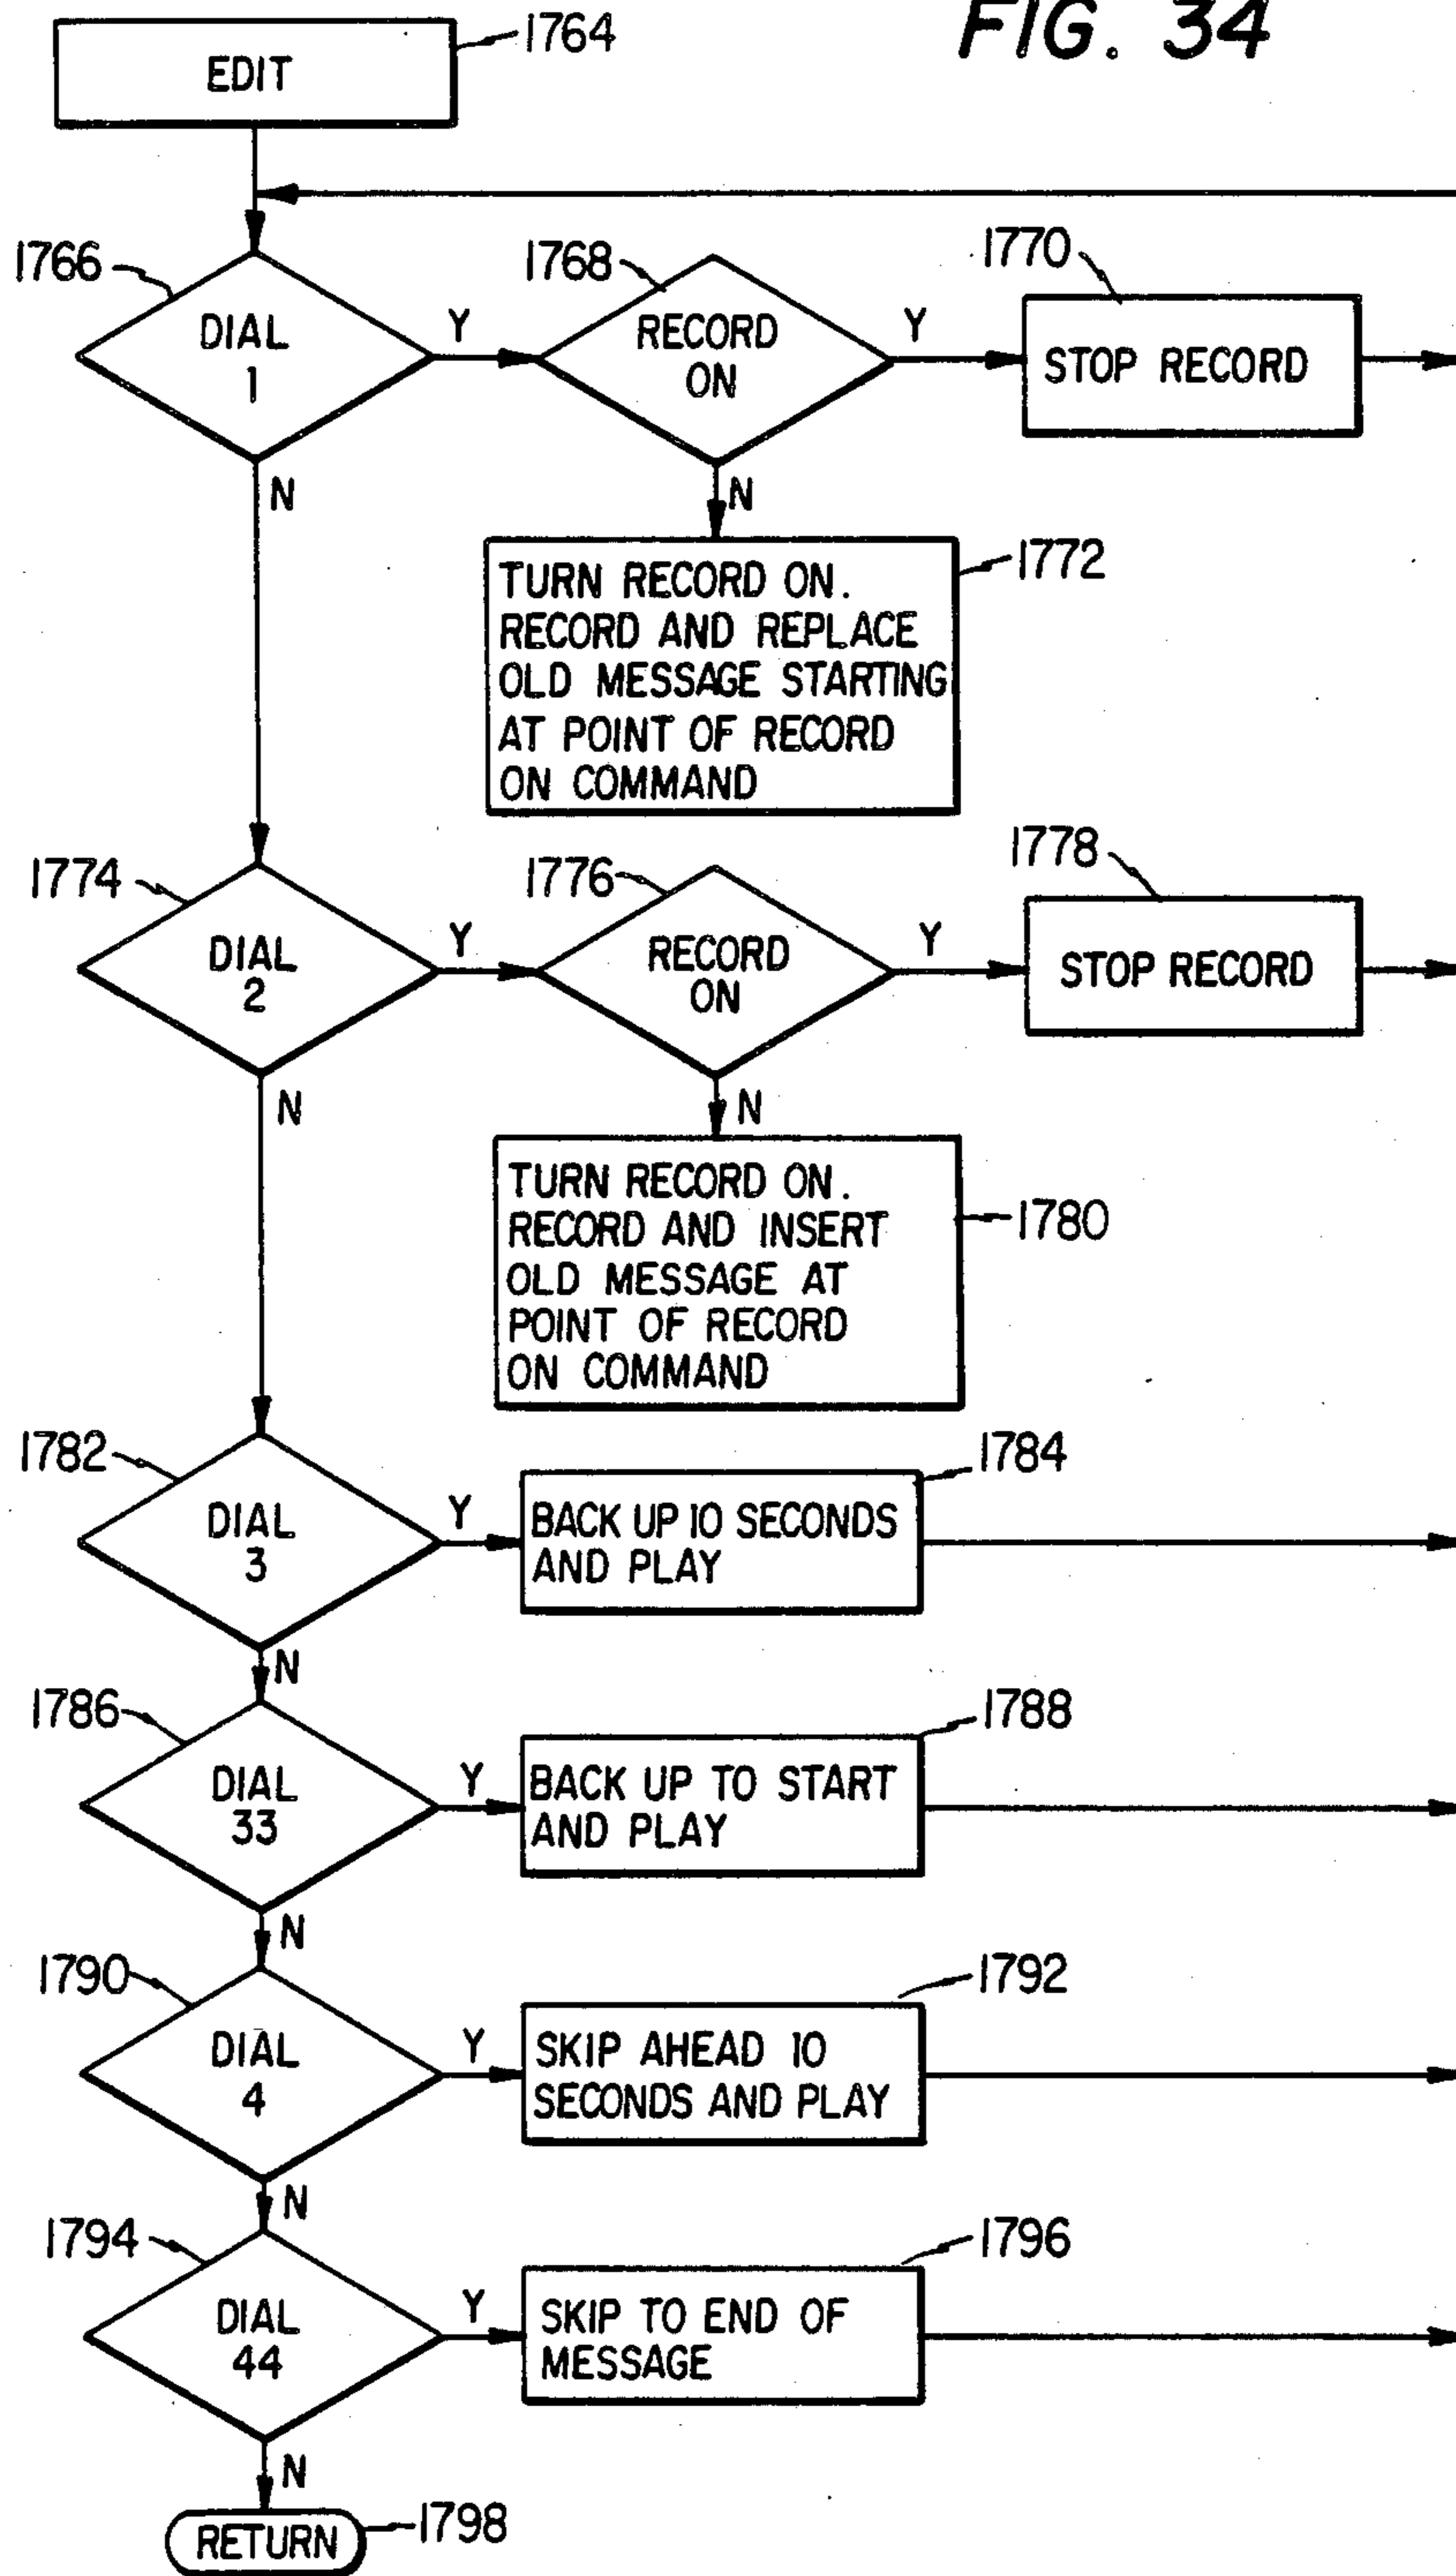 FIG. 34
EDIT
1764
1766
DIAL
1
Y
N
1768
RECORD
ON
Y
N
1770
STOP RECORD
TURN RECORD ON.
RECORD AND REPLACE
OLD MESSAGE STARTING
AT POINT OF RECORD
ON COMMAND
1772
1774
DIAL
2
Y
N
1776
RECORD
ON
Y
N
1778
STOP RECORD
TURN RECORD ON.
RECORD AND INSERT
OLD MESSAGE AT
POINT OF RECORD
ON COMMAND
1780
1782
DIAL
3
Y
N
1784
BACK UP 10 SECONDS
AND PLAY
1786
DIAL
33
Y
N
1788
BACK UP TO START
AND PLAY
1790
DIAL
4
Y
N
1792
SKIP AHEAD 10
SECONDS AND PLAY
1794
DIAL
44
Y
N
1796
SKIP TO END OF
MESSAGE
RETURN
1798